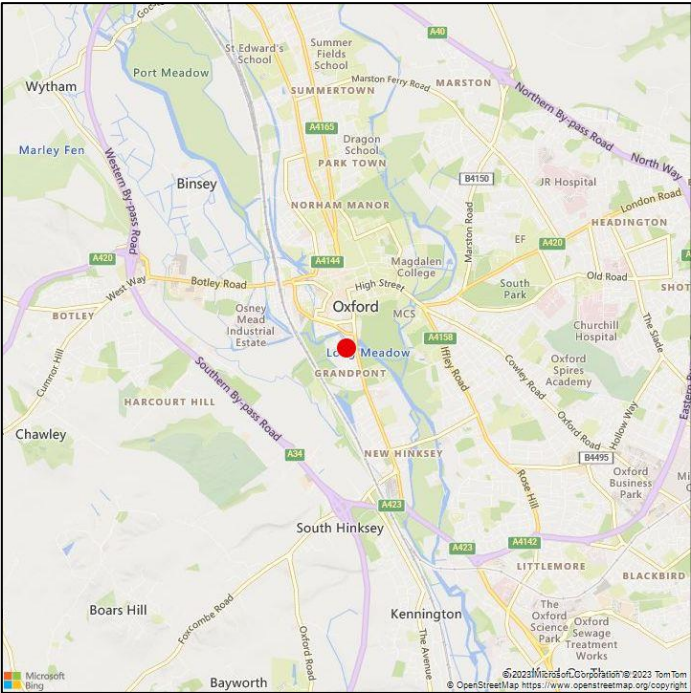 A40
St Edward's
School
Summer
Fields
School
Port Meadow
Wytham
Marston Ferry Road
MARSTON
SUMMERTOWN
Northern By-pass Road
A4165
Dragon
School
PARK TOWN
Marley Fen
Western By-pass Road
North Way
Binsey
B4150
JR Hospital
London Road
NORHAM MANOR
Marston Road
HEADINGTON
EF
A420
A420
A4144
Magdalen
College
West Way
Botley Road
High Street
South
Park
Old Road
BOTLEY
Osney
Mead
Industrial
Estate
Oxford
MCS
SHOT
Churchill
Hospital
The Slade
A4158
Meadow
Iffley Road
Cowley Road
Oxford
Spires
Academy
GRANDPONT
Cumnor Hill
Southern By-pass Road
HARCOURT HILL
Hollow Way
Oxford Road
Chawley
A34
NEW HINKSEY
B4495
Rose Hill
Oxford
Business
Park
A423
South Hinksey
A423
A4142
LITTLEMORE
BLACKBIRD
Boars Hill
Foxcombe Road
Kennington
The
Oxford
Science
Park
Oxford
Sewage
Treatment
Works
Oxford Road
The Avenue
Bayworth
Microsoft
Bing
© 2023 Microsoft Corporation © 2023 TomTom
© OpenStreetMap https://www.openstreetmap.org/copyright